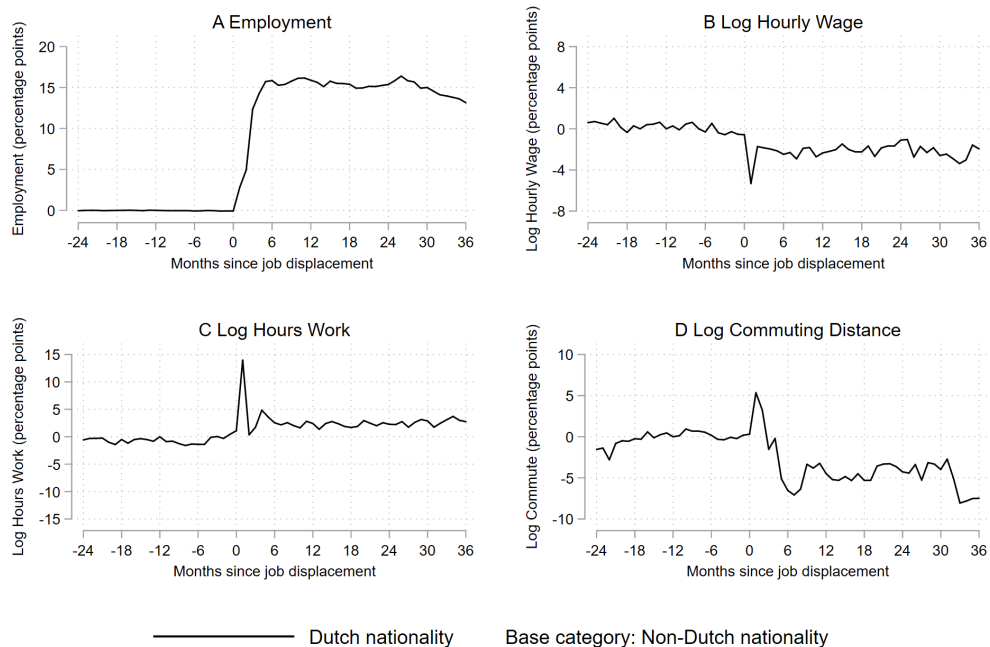 A Employment
Employment (percentage points)
20
15
10
5
0
-24 -18 -12 -6 0 6 12 18 24 30 36
Months since job displacement
B Log Hourly Wage
Log Hourly Wage (percentage points)
8
4
0
-4
-8
-24 -18 -12 -6 0 6 12 18 24 30 36
Months since job displacement
C Log Hours Work
Log Hours Work (percentage points)
15
10
5
0
-5
-10
-15
-24 -18 -12 -6 0 6 12 18 24 30 36
Months since job displacement
D Log Commuting Distance
Log Commute (percentage points)
10
5
0
-5
-10
-24 -18 -12 -6 0 6 12 18 24 30 36
Months since job displacement
Dutch nationality Base category: Non-Dutch nationality